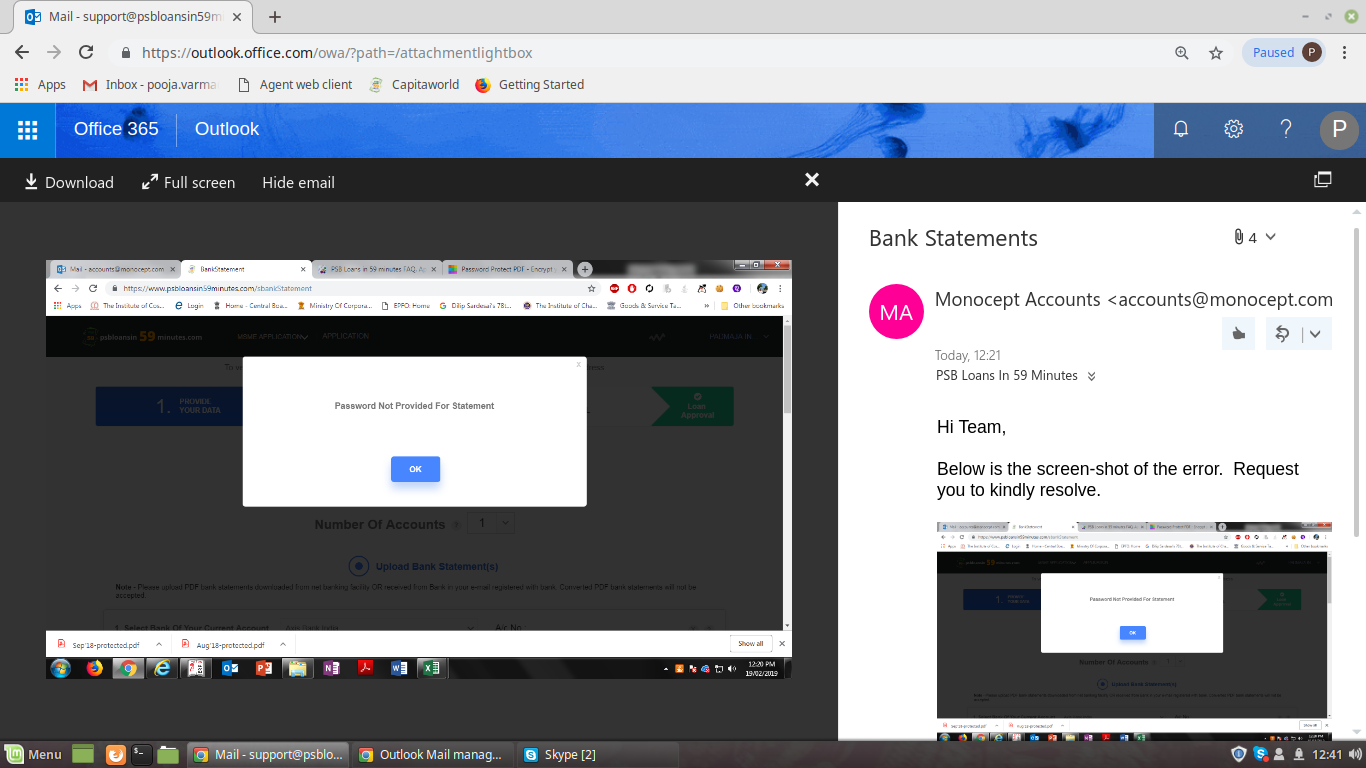 Mail - support@psbloansin59m
https://outlook.office.com/owa/?path=/attachmentlightbox
Paused P
Apps Inbox - pooja.varma Agent web client Capitaworld Getting Started
Office 365 Outlook
? P
Download Full screen Hide email
Bank Statements
4
MA
Monocept Accounts <accounts@monocept.com
Today, 12:21
PSB Loans In 59 Minutes
Hi Team,
Below is the screen-shot of the error. Request
you to kindly resolve.
Mail - accounts@monocept.com BankStatement PSB Loans in 59 minutes FAQ, Ap Password Protect PDF - Encrypt
https://www.psbloansin59minutes.com/sbankStatement
Apps The Institute of Cos... Login Home - Central Boa... Ministry Of Corpora... EPFO: Home Dilip Sardesai's 78t... The Institute of Cha... Goods & Service Ta... » Other bookmarks
psbloansin 59 minutes.com HOME APPLICATION APPLICATION
1. PROVIDE
YOUR DATA
Loan
Approval
x
Password Not Provided For Statement
OK
Number Of Accounts 1
Upload Bank Statement(s)
Note - Please upload PDF bank statements downloaded from net banking facility OR received from Bank in your e-mail registered with bank. Converted PDF bank statements will not be
accepted.
1. Select Bank Of Your Current Account Axis Bank India A/c No
Sep'18-protected.pdf Aug'18-protected.pdf Show all
12:20 PM
19/02/2019
Password Not Provided For Statement
OK
Number Of Accounts 1
Upload Bank Statement(s)
Menu Mail - support@psblo... Outlook Mail manag... Skype [2] 12:41